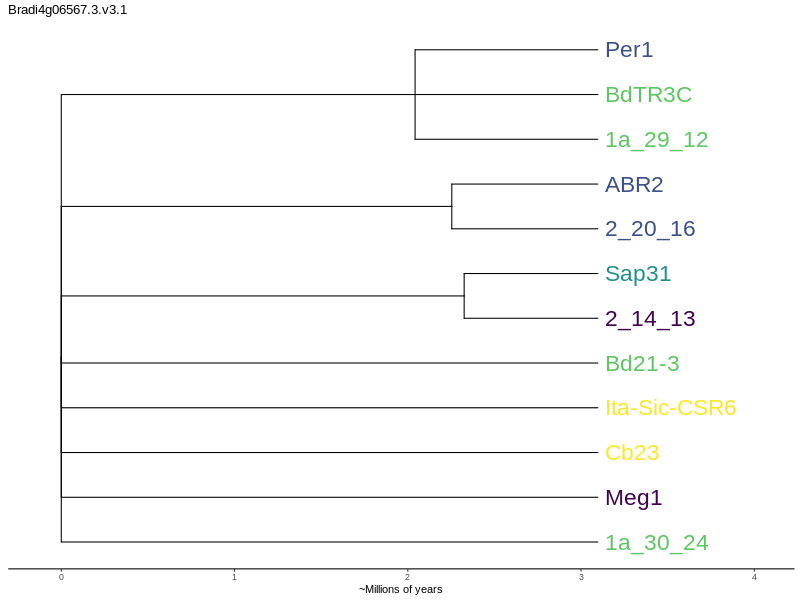 Bradi4g06567.3.v3.1
Per1
BdTR3C
1a_29_12
ABR2
2_20_16
Sap31
2_14_13
Bd21-3
Ita-Sic-CSR6
Cb23
Meg1
1a_30_24
0 1 2 3 4
~Millions of years